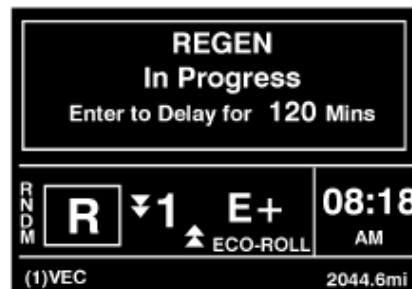 REGEN
In Progress
Enter to Delay for 120 Mins
RNDM R 1 E+ 08:18
ECO-ROLL AM
(1)VEC 2044.6mi